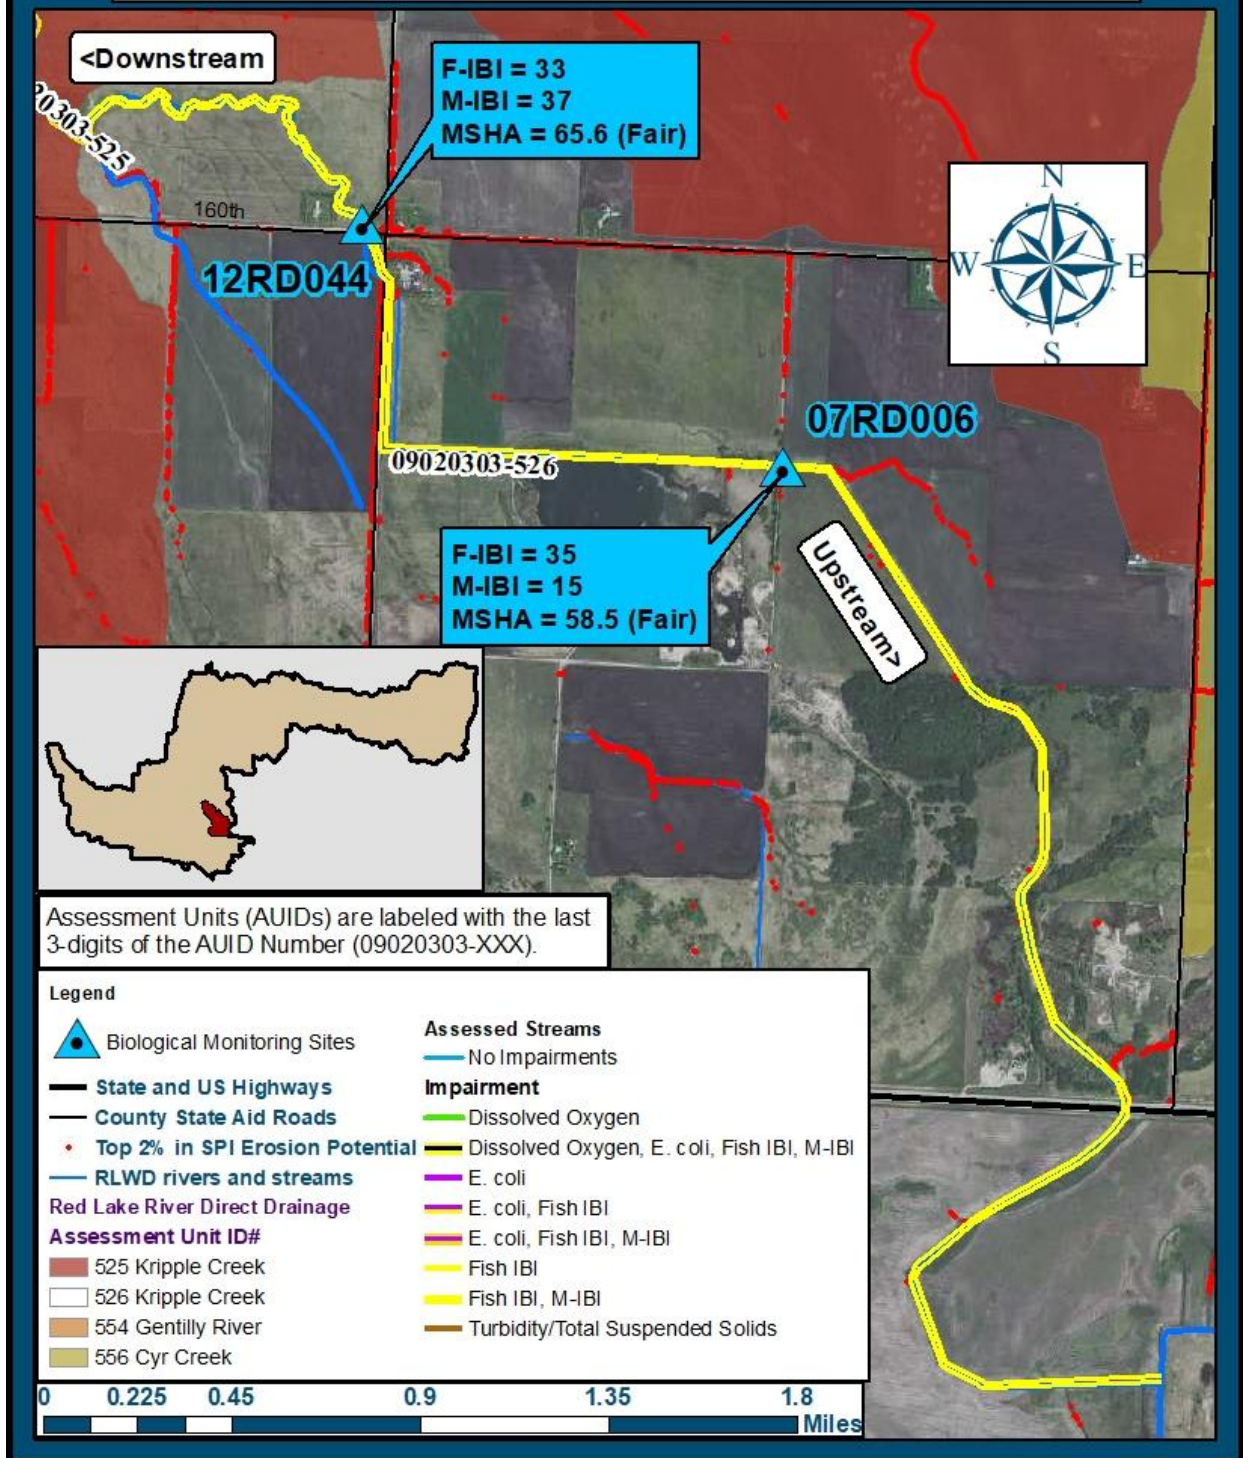 <Downstream
F-IBI = 33
M-IBI = 37
MSHA = 65.6 (Fair)
20303-525
160th
N
W
E
S
12RD044
07RD006
09020303-526
F-IBI = 35
M-IBI = 15
MSHA = 58.5 (Fair)
Upstream>
Assessment Units (AUIDs) are labeled with the last
3-digits of the AUID Number (09020303-XXX).
Legend
Biological Monitoring Sites
State and US Highways
County State Aid Roads
Top 2% in SPI Erosion Potential
RLWD rivers and streams
Red Lake River Direct Drainage
Assessment Unit ID#
525 Kripple Creek
526 Kripple Creek
554 Gentilly River
556 Cyr Creek
Assessed Streams
No Impairments
Impairment
Dissolved Oxygen
Dissolved Oxygen, E. coli, Fish IBI, M-IBI
E. coli
E. coli, Fish IBI
E. coli, Fish IBI, M-IBI
Fish IBI
Fish IBI, M-IBI
Turbidity/Total Suspended Solids
0 0.225 0.45 0.9 1.35 1.8
Miles